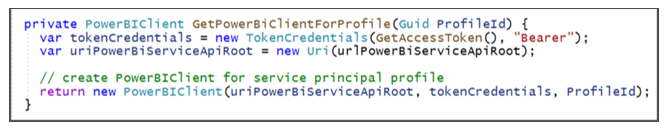 private PowerBIClient GetPowerBiClientForProfile(Guid ProfileId) {
  var tokenCredentials = new TokenCredentials(GetAccessToken(), "Bearer");
  var uriPowerBiServiceApiRoot = new Uri(urlPowerBiServiceApiRoot);

  // create PowerBIClient for service principal profile
  return new PowerBIClient(uriPowerBiServiceApiRoot, tokenCredentials, ProfileId);
}